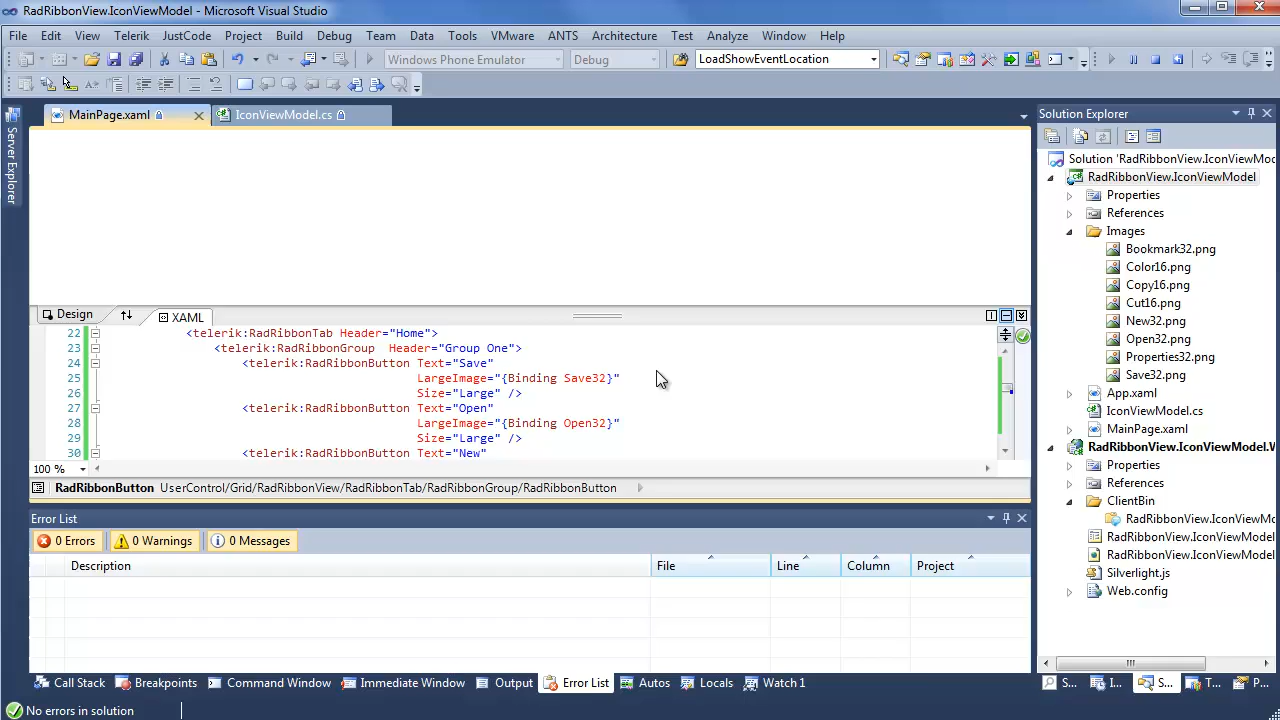 RadRibbonView.IconViewModel - Microsoft Visual Studio
File Edit View Telerik JustCode Project Build Debug Team Data Tools VMware ANTS Architecture Test Analyze Window Help
Windows Phone Emulator Debug LoadShowEventLocation
MainPage.xaml IconViewModel.cs
Server Explorer
Design XAML
22 <telerik:RadRibbonTab Header="Home">
23 <telerik:RadRibbonGroup Header="Group One">
24 <telerik:RadRibbonButton Text="Save"
25 LargeImage="{Binding Save32}"
26 Size="Large" />
27 <telerik:RadRibbonButton Text="Open"
28 LargeImage="{Binding Open32}"
29 Size="Large" />
30 <telerik:RadRibbonButton Text="New"
100 %
RadRibbonButton UserControl/Grid/RadRibbonView/RadRibbonTab/RadRibbonGroup/RadRibbonButton
Error List
0 Errors 0 Warnings 0 Messages
Description File Line Column Project
Call Stack Breakpoints Command Window Immediate Window Output Error List Autos Locals Watch 1
Solution Explorer
Solution 'RadRibbonView.IconViewMo
RadRibbonView.IconViewModel
Properties
References
Images
Bookmark32.png
Color16.png
Copy16.png
Cut16.png
New32.png
Open32.png
Properties32.png
Save32.png
App.xaml
IconViewModel.cs
MainPage.xaml
RadRibbonView.IconViewModel.W
Properties
References
ClientBin
RadRibbonView.IconViewMo
RadRibbonView.IconViewModel
RadRibbonView.IconViewModel
Silverlight.js
Web.config
S... I... S... T... P...
No errors in solution